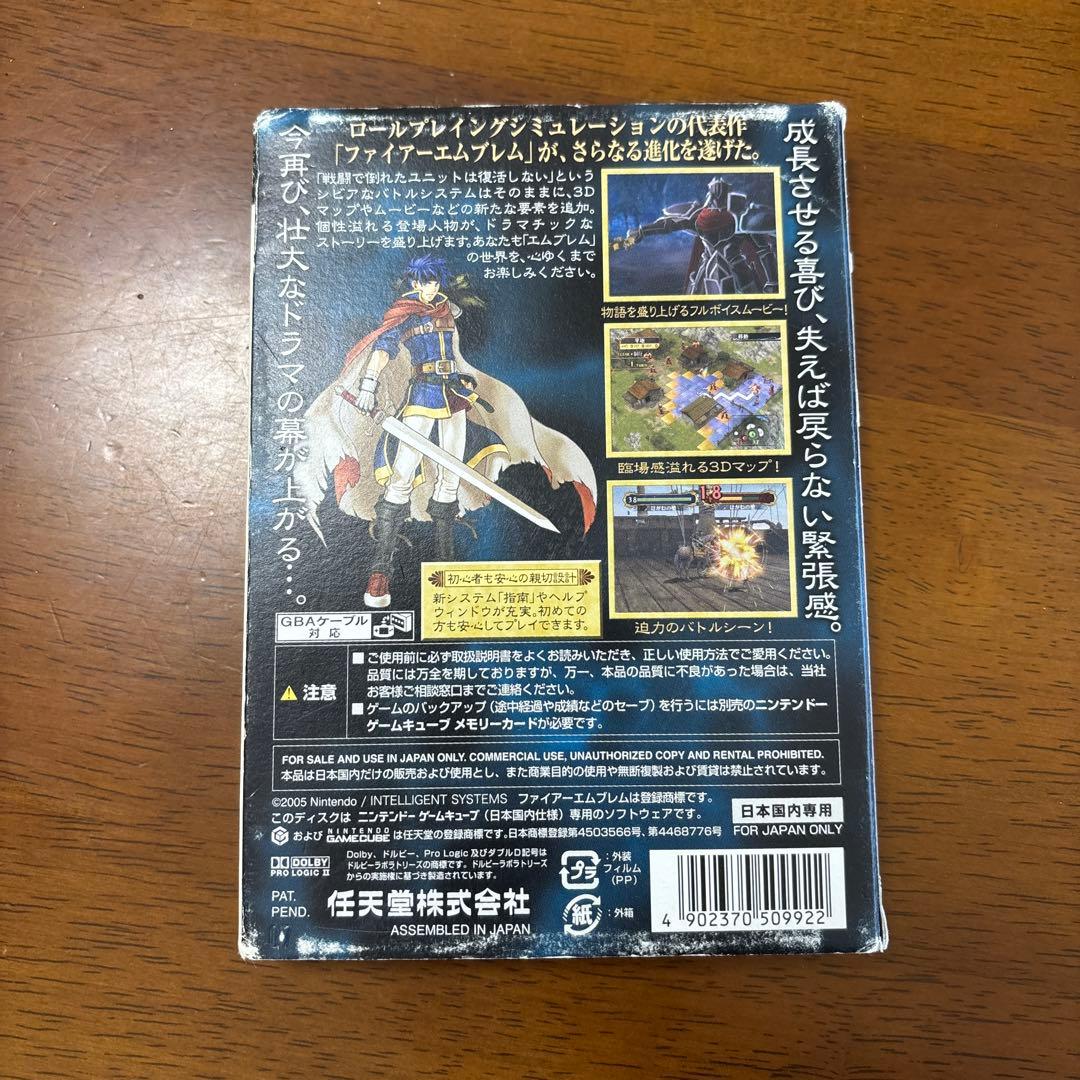 ロールプレイングシミュレーションの代表作
「ファイアーエムブレム」が、さらなる進化を遂げた。
成長させる喜び、失えば戻らない緊張感。
今再び、壮大なドラマの幕が上がる…。
「戦闘で倒れたユニットは復活しない」という
シビアなバトルシステムはそのままに、3D
マップやムービーなどの新たな要素を追加。
個性溢れる登場人物が、ドラマチックな
ストーリーを盛り上げます。あなたも「エムブレム」
の世界を、心ゆくまで
お楽しみください。
物語を盛り上げるフルボイスムービー!
臨場感溢れる3Dマップ!
38
18
迫力のバトルシーン!
初心者も安心の親切設計
新システム「指南」やヘルプ
ウィンドウが充実。初めての
方も安心してプレイできます。
GBAケーブル
対応
注意
■ご使用前に必ず取扱説明書をよくお読みいただき、正しい使用方法でご愛用ください。
品質には万全を期しておりますが、万一、本品の品質に不良があった場合は、当社
お客様ご相談窓口までご連絡ください。
■ゲームのバックアップ(途中経過や成績などのセーブ)を行うには別売のニンテンドー
ゲームキューブ メモリーカードが必要です。
FOR SALE AND USE IN JAPAN ONLY. COMMERCIAL USE, UNAUTHORIZED COPY AND RENTAL PROHIBITED.
本品は日本国内だけの販売および使用とし、また商業目的の使用や無断複製および賃貸は禁止されています。
©2005 Nintendo / INTELLIGENT SYSTEMS ファイアーエムブレムは登録商標です。
このディスクは ニンテンドー ゲームキューブ(日本国内仕様)専用のソフトウェアです。
および NINTENDO GAMECUBE は任天堂の登録商標です。日本商標登録第4503566号、第4468776号
日本国内専用
FOR JAPAN ONLY
DOLBY
PRO LOGIC II
Dolby、ドルビー、Pro Logic 及びダブルD記号は
ドルビーラボラトリーズの商標です。ドルビーラボラトリーズ
からの実施権に基づき製造されています。
プラ
:外装
フィルム
(PP)
紙
:外箱
PAT.
PEND.
任天堂株式会社
ASSEMBLED IN JAPAN
4 902370 509922